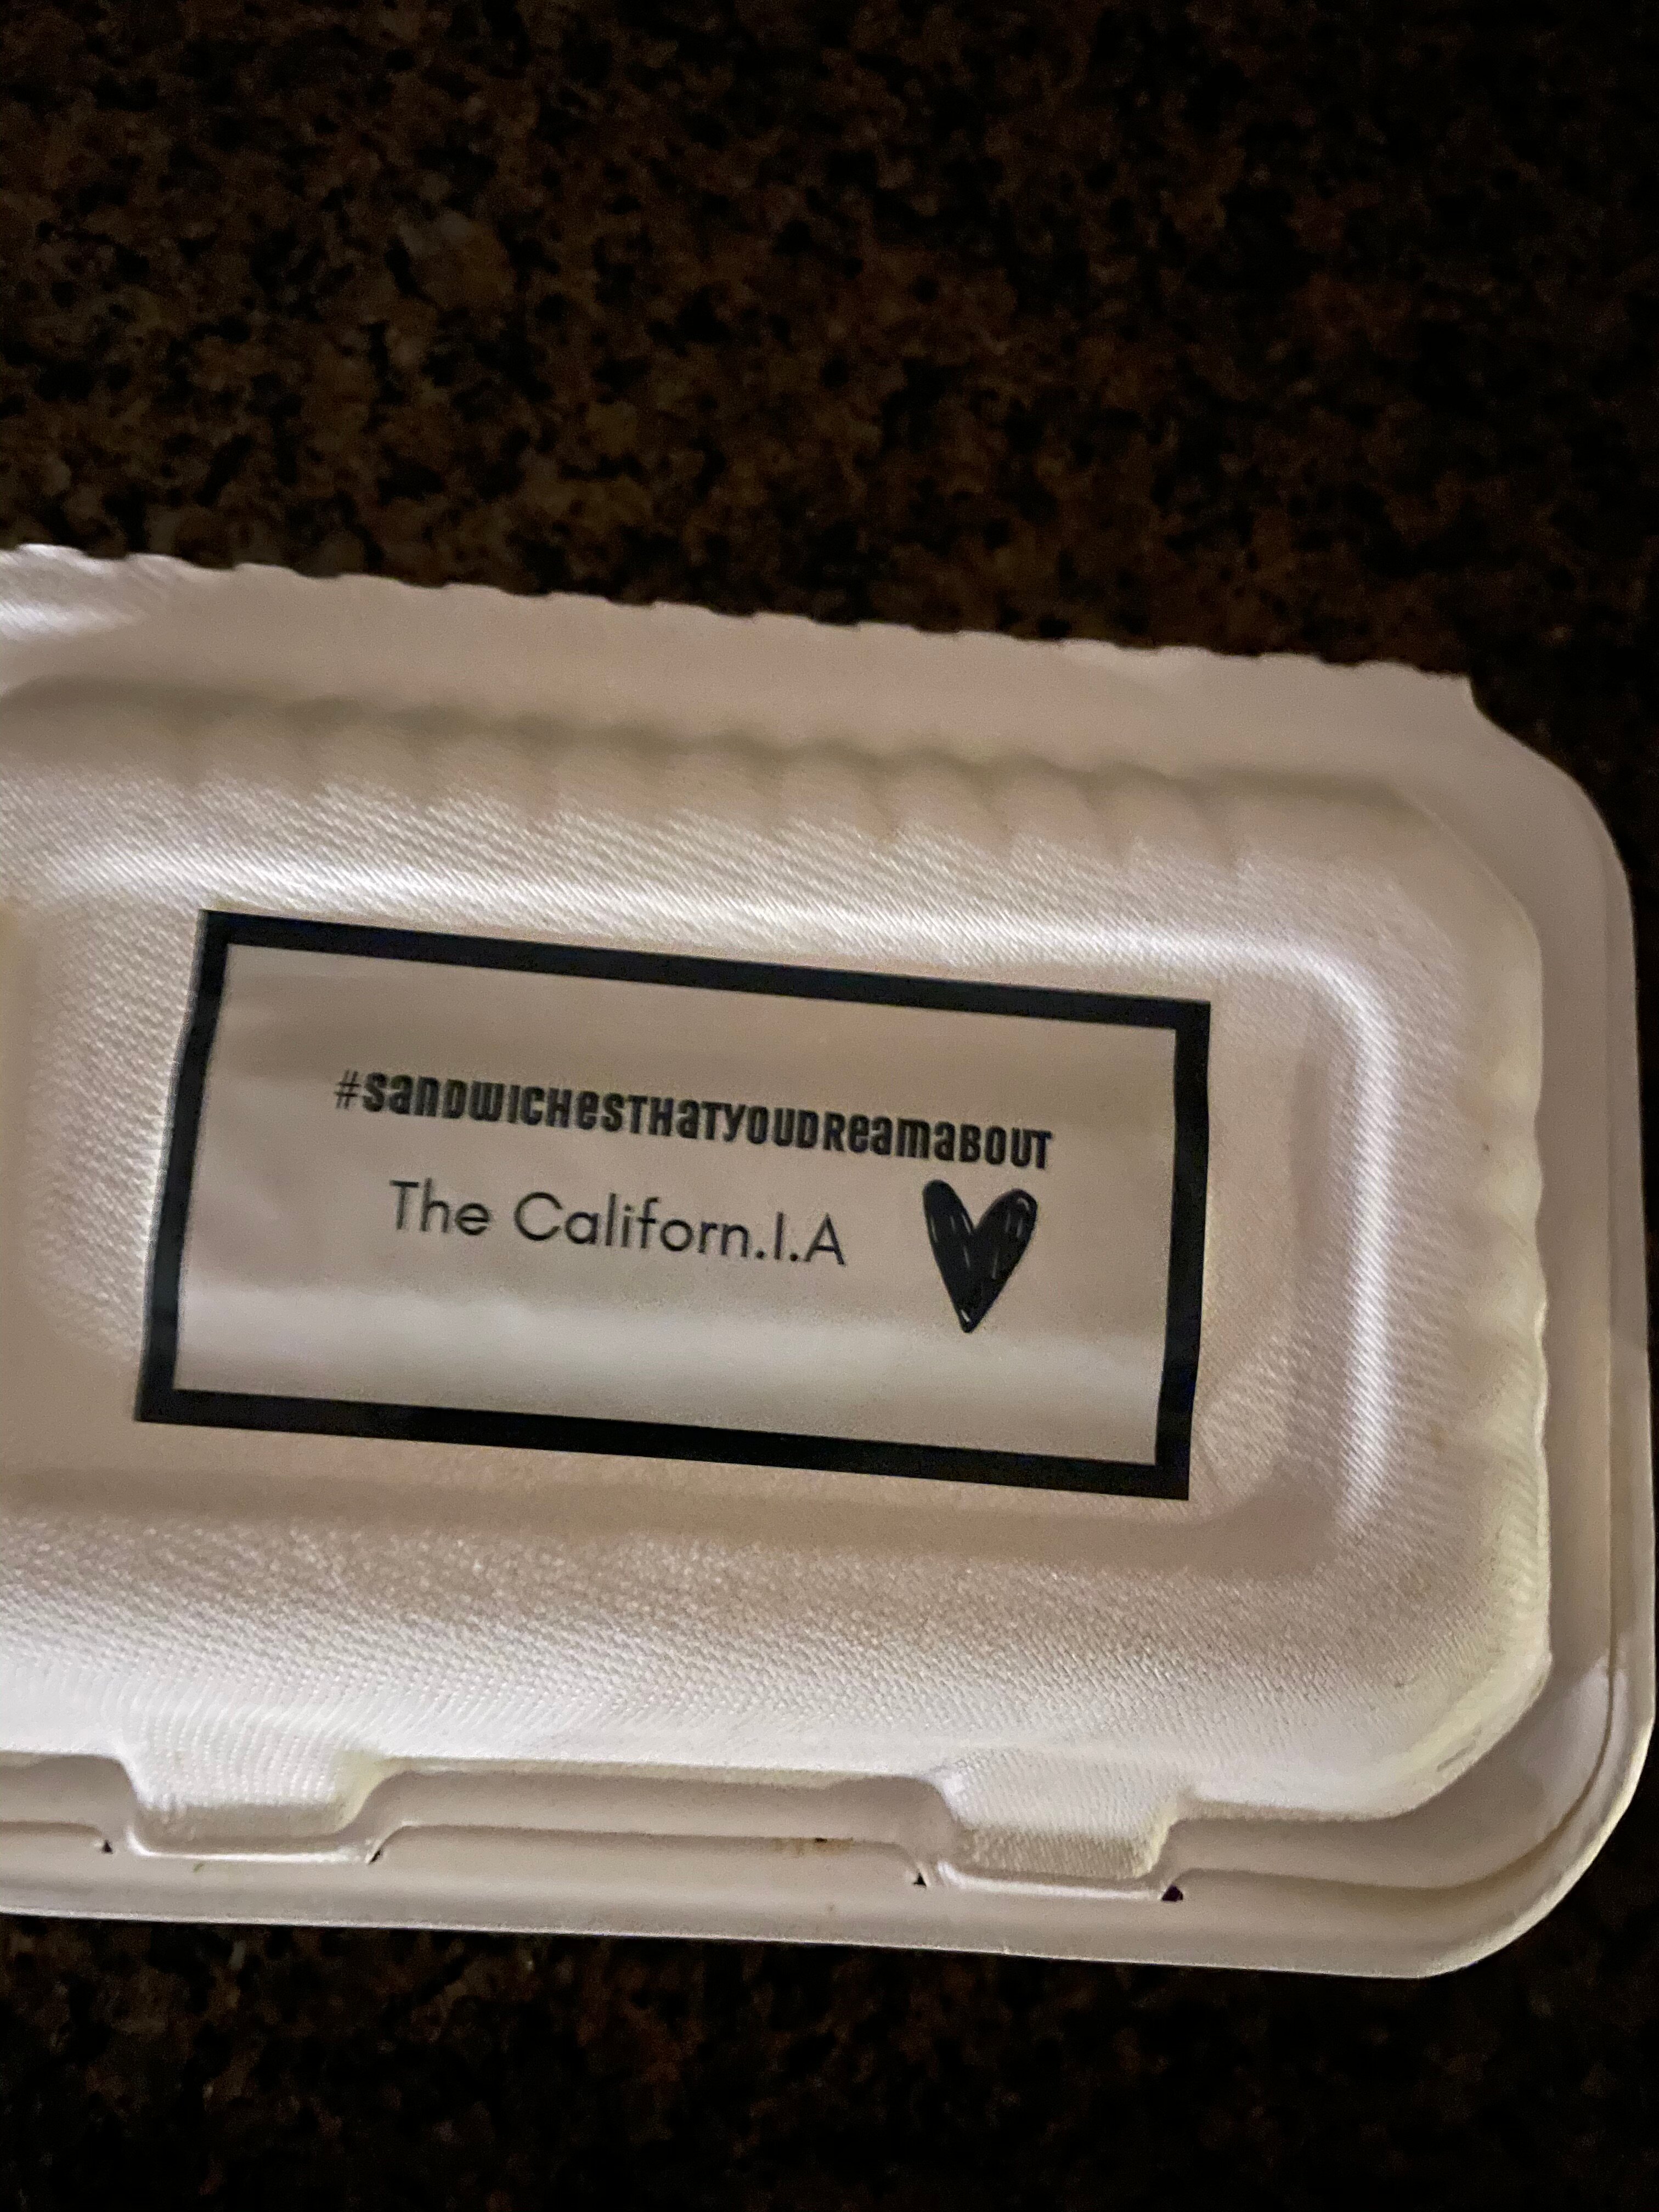 #SANDWICHESTHATYOUDREAMABOUT
The Californ.I.A